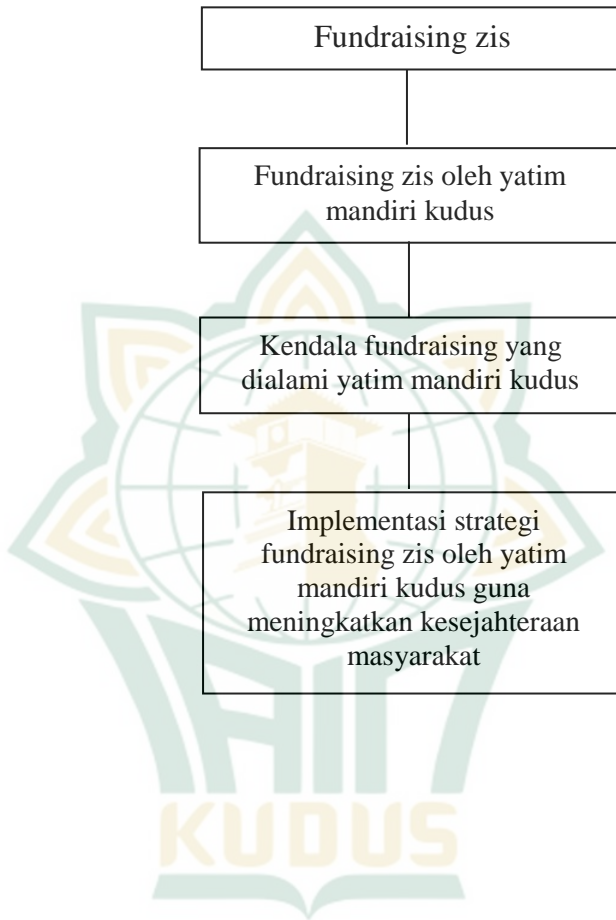 Fundraising zis
Fundraising zis oleh yatim
mandiri kudus
Kendala fundraising yang
dialami yatim mandiri kudus
Implementasi strategi
fundraising zis oleh yatim
mandiri kudus guna
meningkatkan kesejahteraan
masyarakat
IAIN
KUDUS